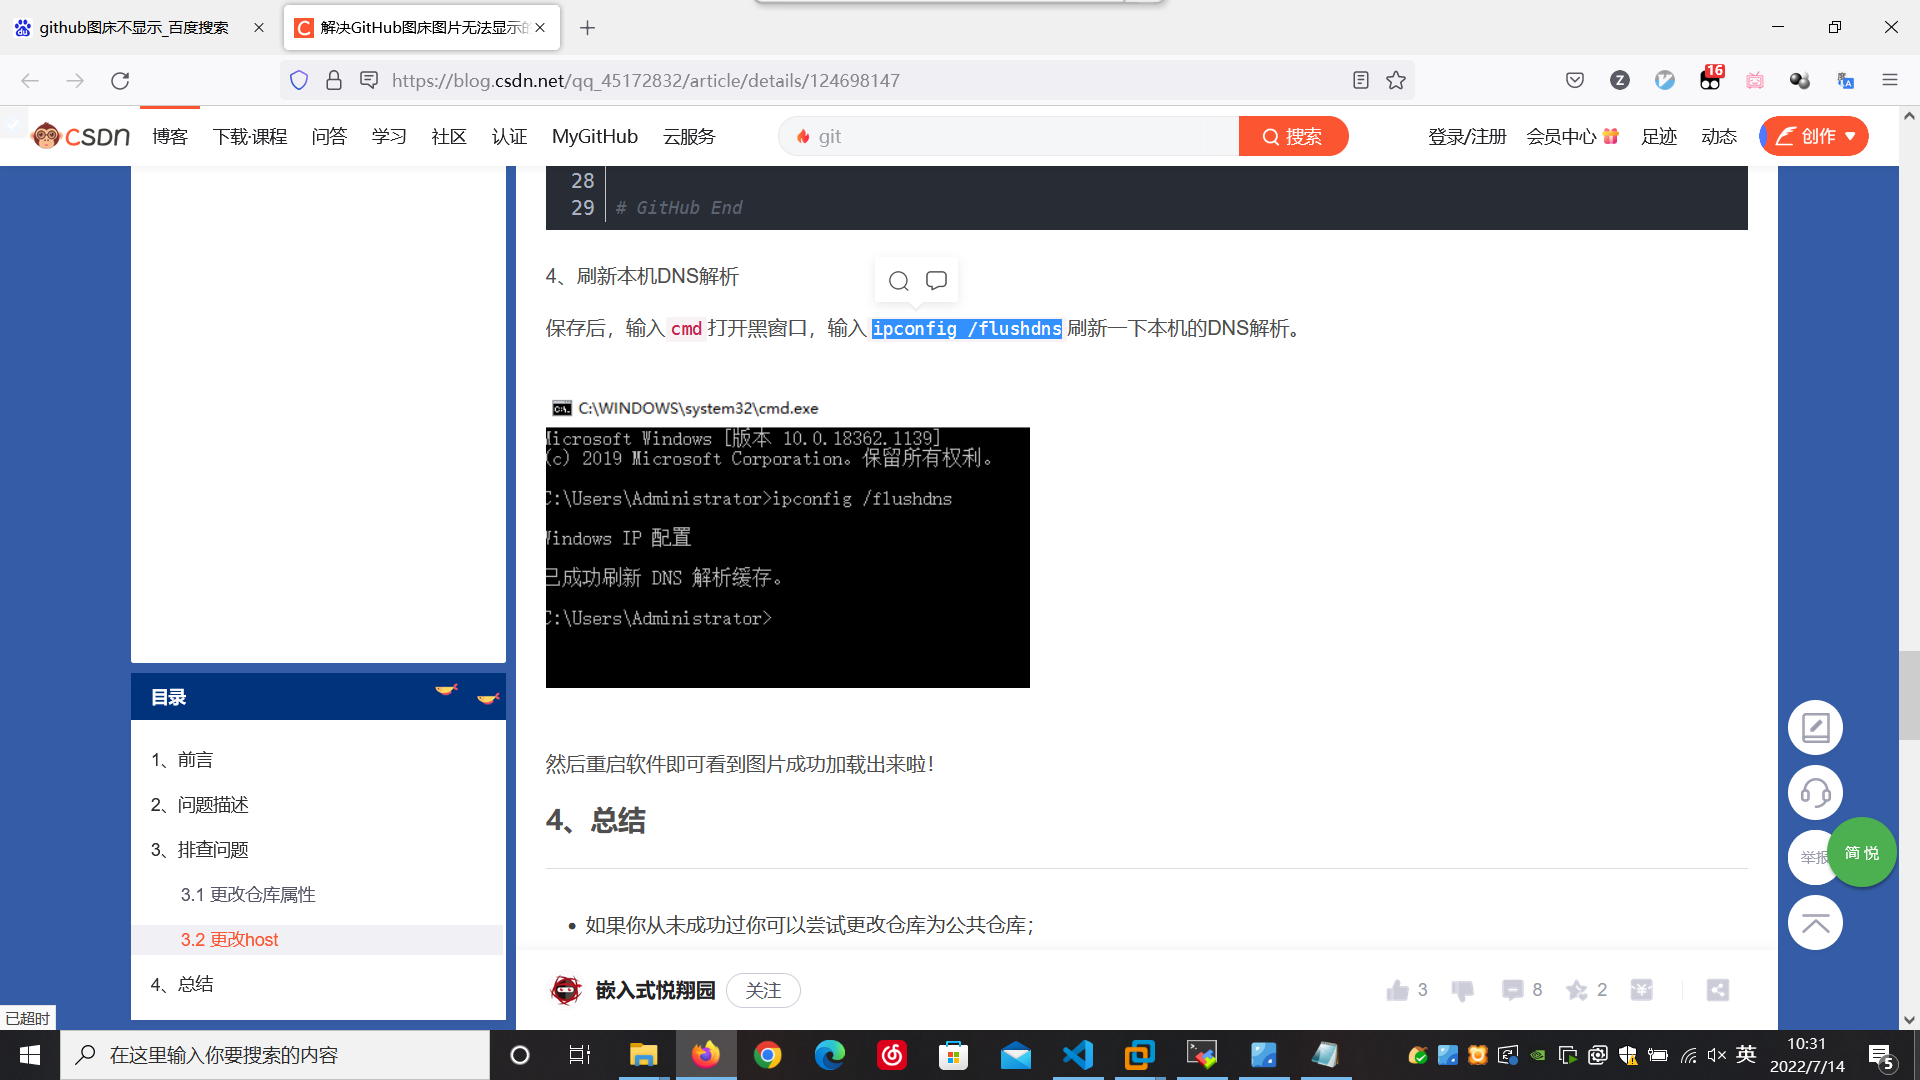 github图床不显示_百度搜索
解决GitHub图床图片无法显示的
https://blog.csdn.net/qq_45172832/article/details/124698147
16
CSDN 博客 下载·课程 问答 学习 社区 认证 MyGitHub 云服务 git 搜索 登录/注册 会员中心 足迹 动态 创作
28
29 # GitHub End
4、刷新本机DNS解析
保存后，输入 cmd 打开黑窗口，输入 ipconfig /flushdns 刷新一下本机的DNS解析。
C:\WINDOWS\system32\cmd.exe
Microsoft Windows [版本 10.0.18362.1139]
(c) 2019 Microsoft Corporation。保留所有权利。
C:\Users\Administrator>ipconfig /flushdns
Windows IP 配置
已成功刷新 DNS 解析缓存。
C:\Users\Administrator>
然后重启软件即可看到图片成功加载出来啦！
4、总结
如果你从未成功过你可以尝试更改仓库为公共仓库；
目录
1、前言
2、问题描述
3、排查问题
3.1 更改仓库属性
3.2 更改host
4、总结
嵌入式悦翔园 关注 3 8 2
举报
简悦
已超时
在这里输入你要搜索的内容
英
10:31
2022/7/14
5